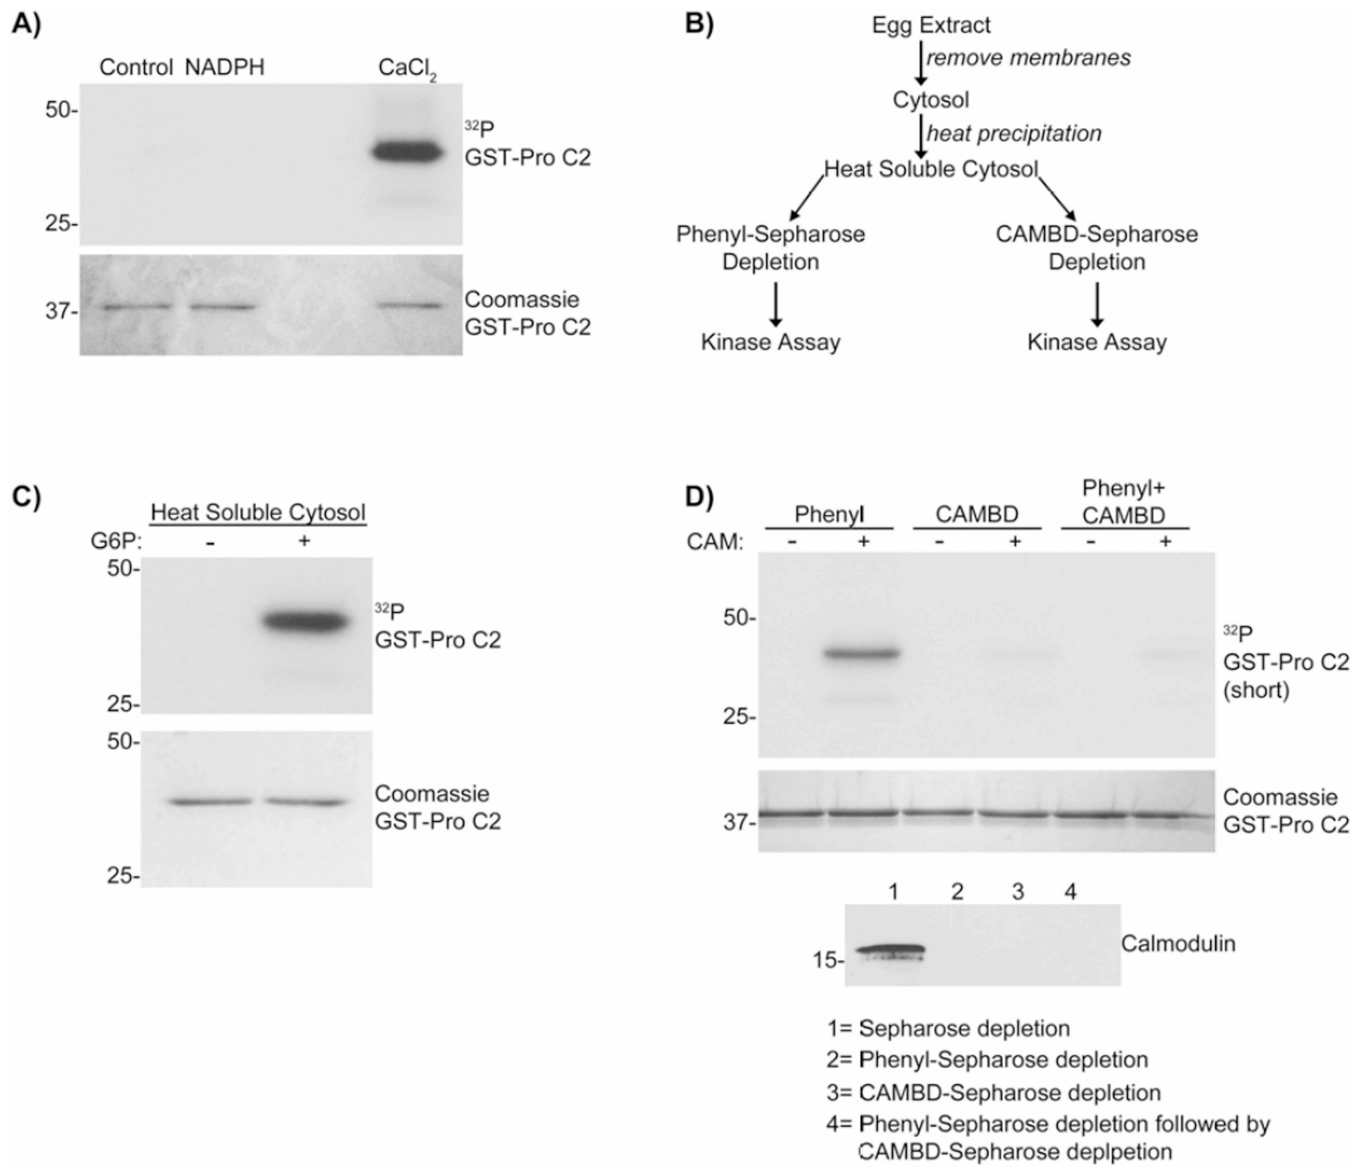 A)
Control NADPH CaCl2
50-
32P
GST-Pro C2
25-
37-
Coomassie
GST-Pro C2
B)
Egg Extract
remove membranes
Cytosol
heat precipitation
Heat Soluble Cytosol
Phenyl-Sepharose
Depletion
CAMBD-Sepharose
Depletion
Kinase Assay
Kinase Assay
C)
Heat Soluble Cytosol
G6P: - +
50-
32P
GST-Pro C2
25-
50-
Coomassie
GST-Pro C2
25-
D)
Phenyl CAMBD Phenyl+
CAMBD
CAM: - + - + - +
50-
32P
GST-Pro C2
(short)
25-
Coomassie
GST-Pro C2
37-
1 2 3 4
Calmodulin
15-
1= Sepharose depletion
2= Phenyl-Sepharose depletion
3= CAMBD-Sepharose depletion
4= Phenyl-Sepharose depletion followed by
CAMBD-Sepharose deplpetion